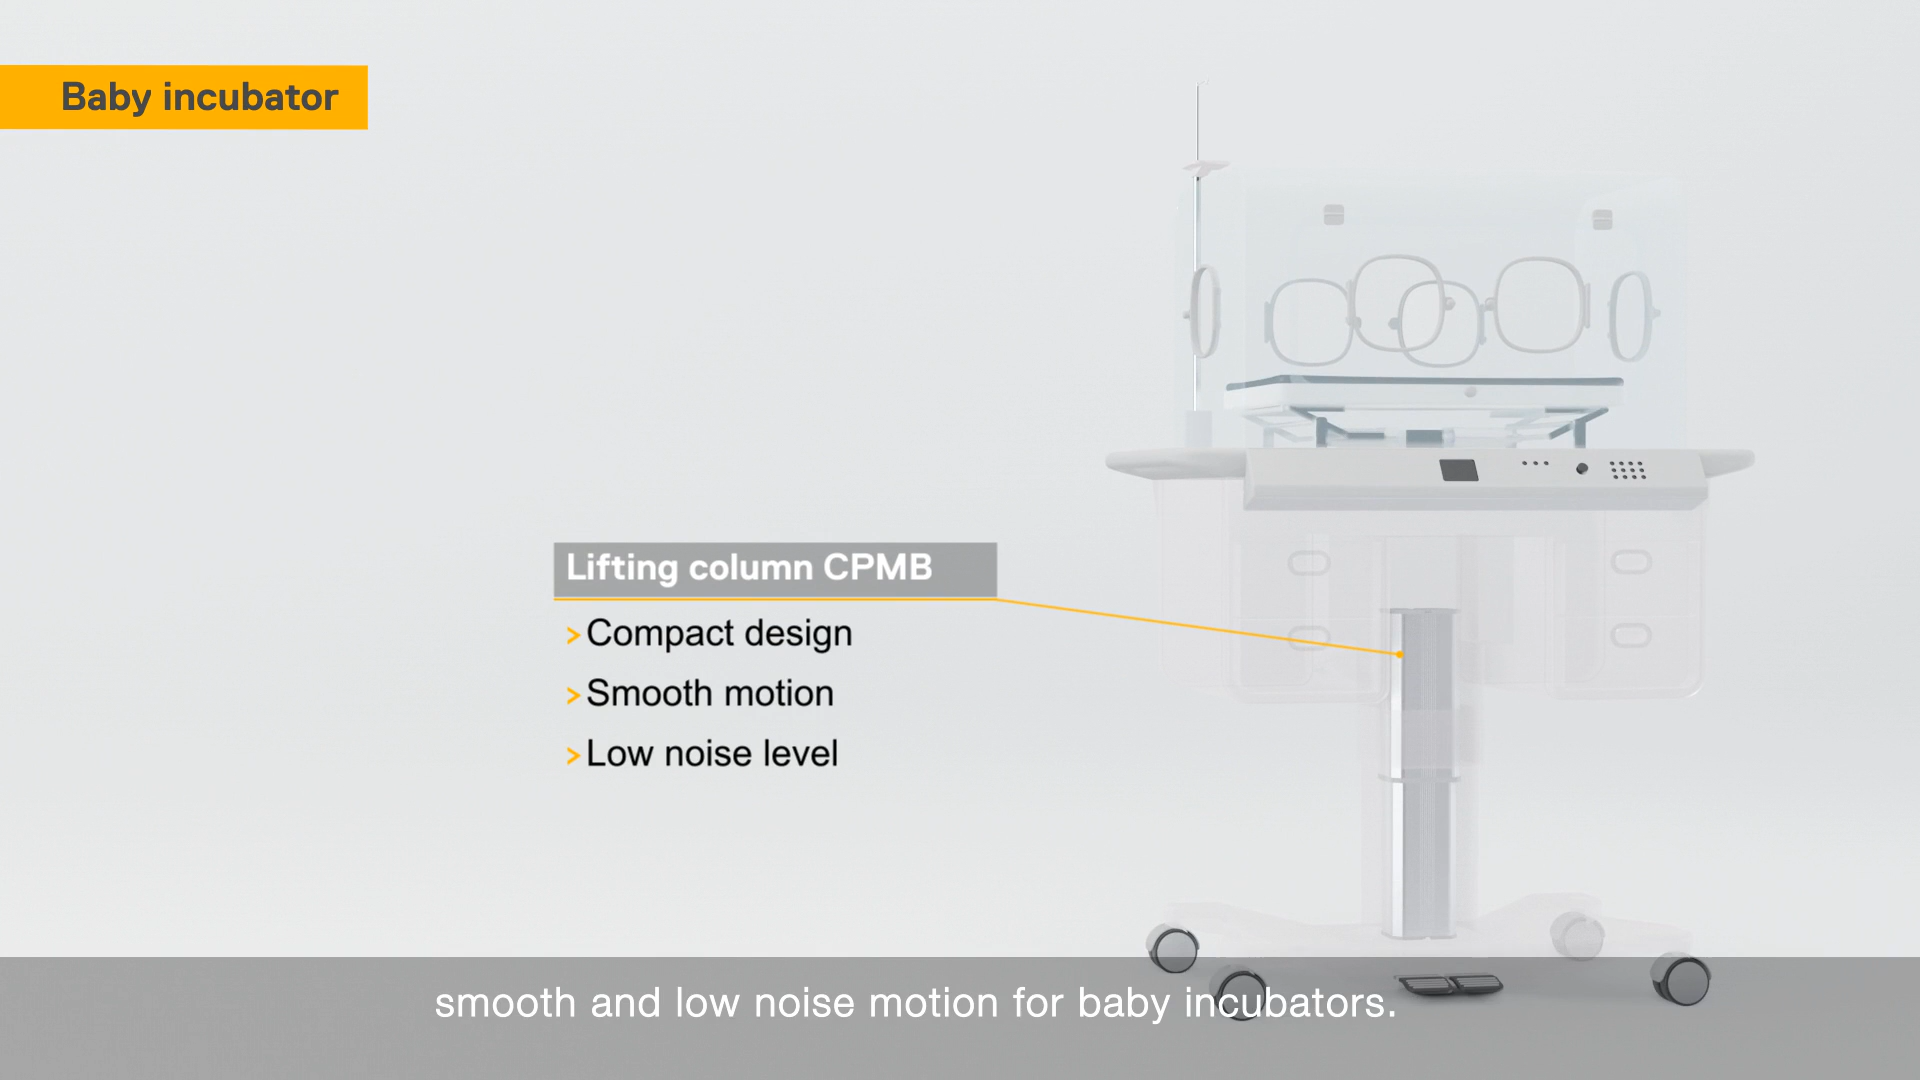 Baby incubator
Lifting column CPMB
> Compact design
> Smooth motion
> Low noise level
smooth and low noise motion for baby incubators.